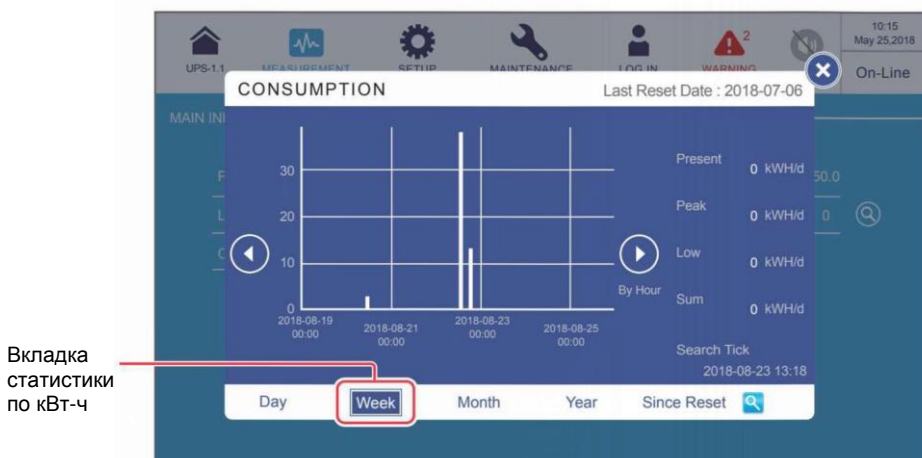 10:15
May 25,2018
UPS-1.1
MEASUREMENT
SETUP
MAINTENANCE
LOG IN
WARNING
2
On-Line
CONSUMPTION
Last Reset Date : 2018-07-06
MAIN IN
30
20
10
0
2018-08-19
00:00
2018-08-21
00:00
2018-08-23
00:00
2018-08-25
00:00
By Hour
Present
0 kWH/d
Peak
0 kWH/d
Low
0 kWH/d
Sum
0 kWH/d
Search Tick
2018-08-23 13:18
50.0
0
L
Вкладка
статистики
по кВт-ч
Day
Week
Month
Year
Since Reset